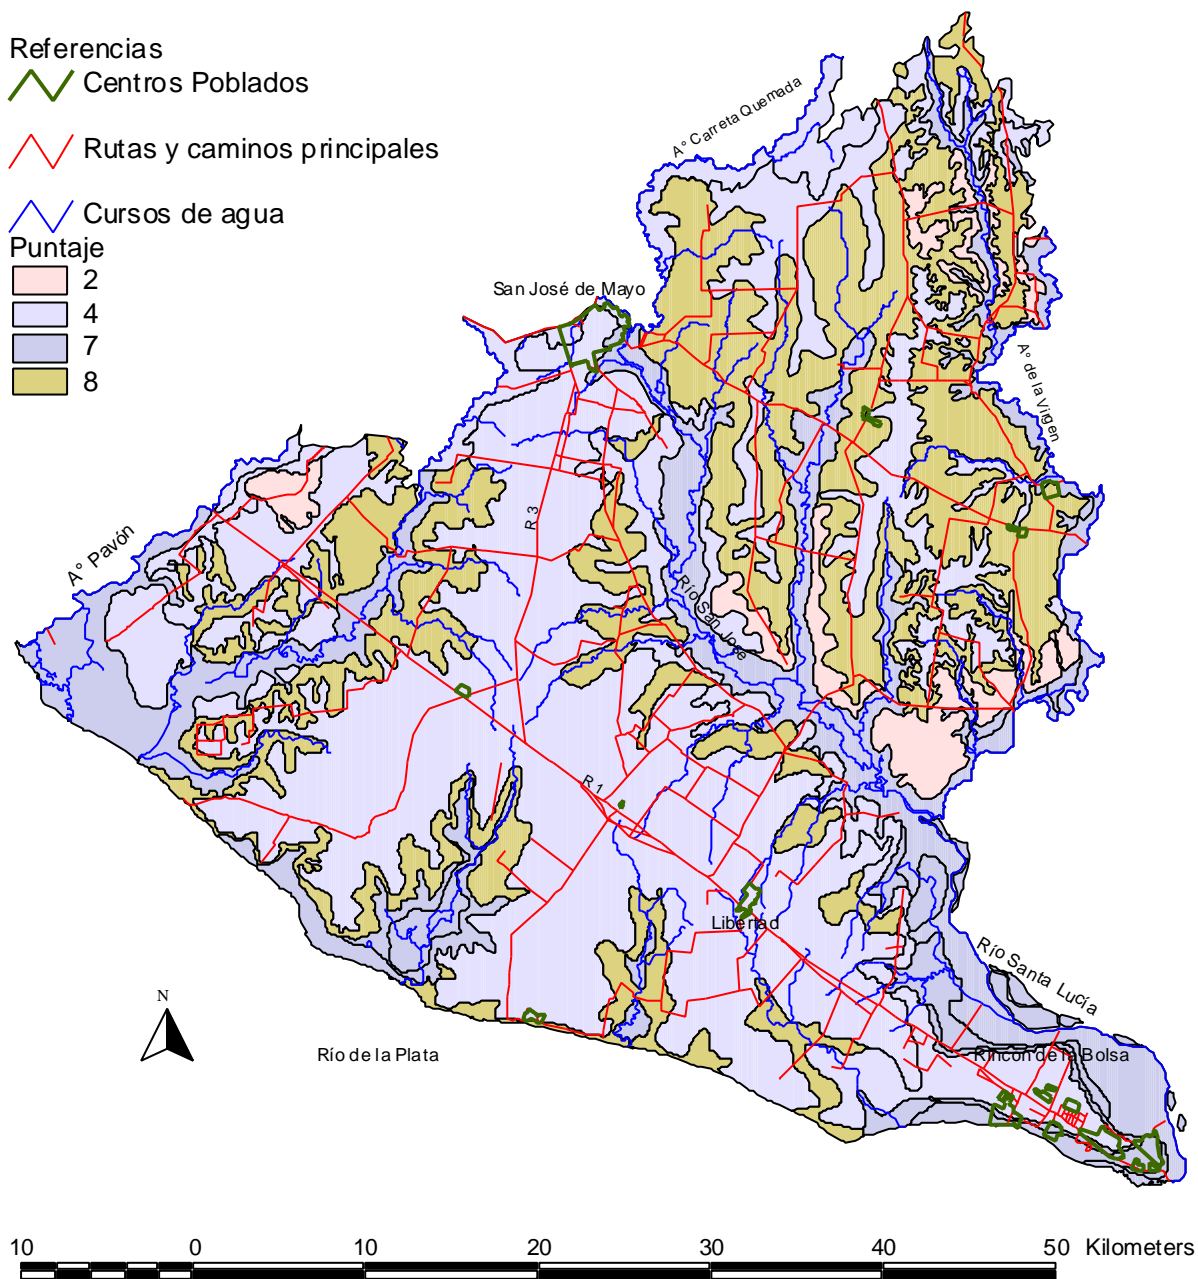 Referencias
Centros Poblados
Rutas y caminos principales
Cursos de agua
Puntaje
2
4
7
8
A° Carreta Quemada
San José de Mayo
A° de la Virgen
A° Pavón
R 3
Río San José
R 1
Libertad
Río Santa Lucía
N
Río de la Plata
Rincón de la Bolsa
10 0 10 20 30 40 50 Kilometers